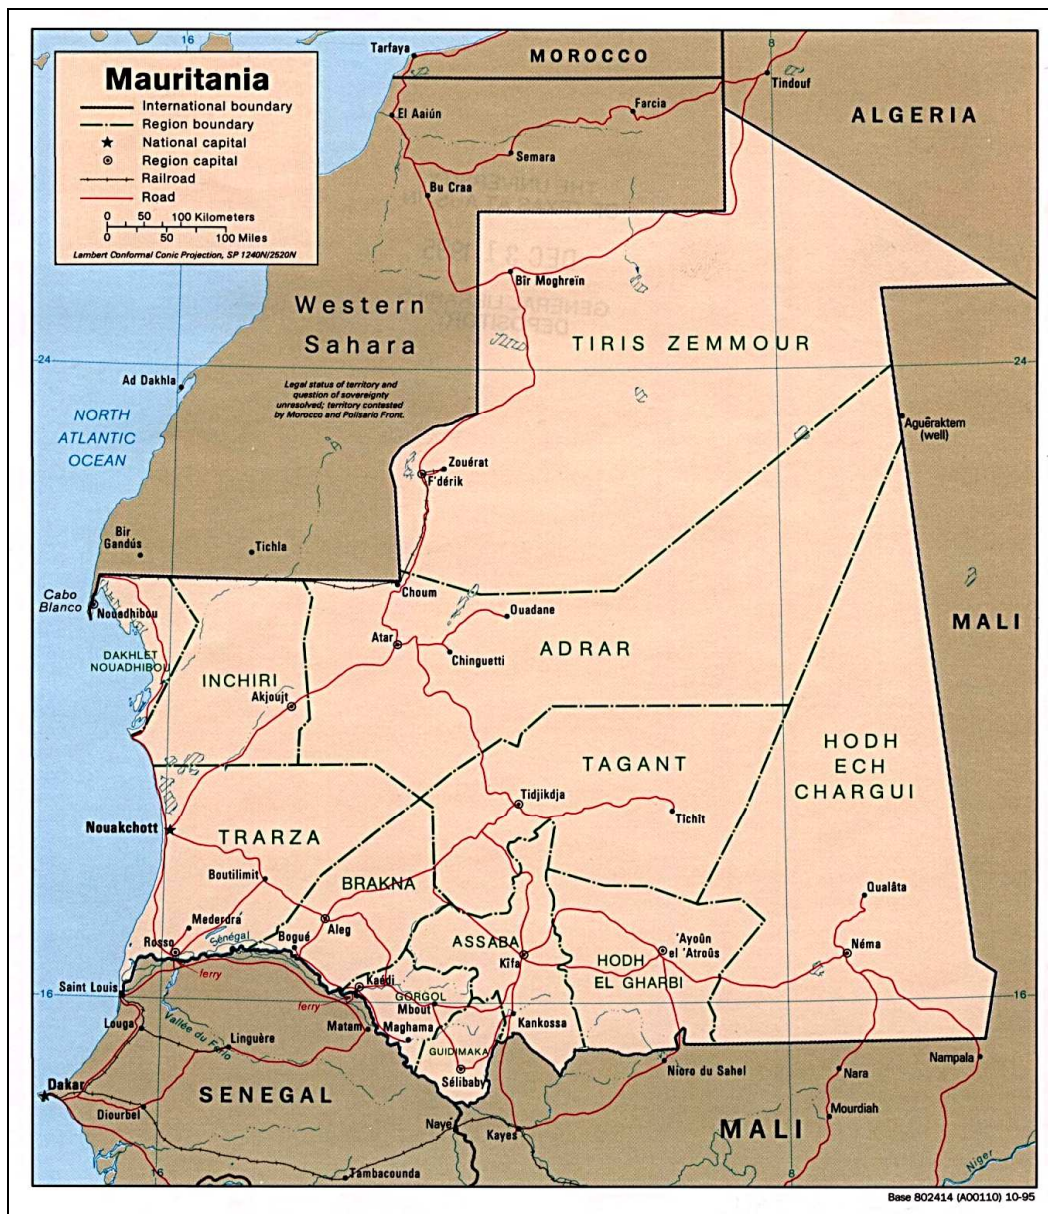 Mauritania
International boundary
Region boundary
National capital
Region capital
Railroad
Road
0 50 100 Kilometers
0 50 100 Miles
Lambert Conformal Conic Projection, SP 1240N/2520N
16
8
Tarfaya
MOROCCO
Tindouf
El Aaiún
Farcia
ALGERIA
Semara
Bu Craa
Bîr Moghreïn
Western
Sahara
TIRIS ZEMMOUR
24
24
Ad Dakhla
Legal status of territory and
question of sovereignty
unresolved; territory contested
by Morocco and Polisario Front.
NORTH
ATLANTIC
OCEAN
Aguêraktem
(well)
Zouérat
F'dérik
Bir
Gandús
Tichla
Choum
Cabo
Blanco
Nouadhibou
Ouadane
MALI
Atar
ADRAR
DAKHLET
NOUADHIBOU
Chinguetti
INCHIRI
Akjoujt
HODH
ECH
CHARGUI
TAGANT
Tidjikdja
Tîchît
Nouakchott
TRARZA
Boutilimit
BRAKNA
Oualâta
Mederdra
Aleg
Rosso
Sénégal
Bogué
ASSABA
Kîfa
'Ayoûn
el 'Atroûs
Néma
HODH
EL GHARBI
ferry
Kaédi
Saint Louis
GORGOL
16
ferry
Mbout
Louga
Vallée du Ferlo
Matam
Maghama
Kankossa
Linguère
GUIDIMAKA
Nioro du Sahel
Nampala
Sélibaby
Nara
Dakar
SENEGAL
Diourbel
Mourdiah
Naye
Kayes
MALI
Tambacounda
16
8
Niger
Base 802414 (A00110) 10-95